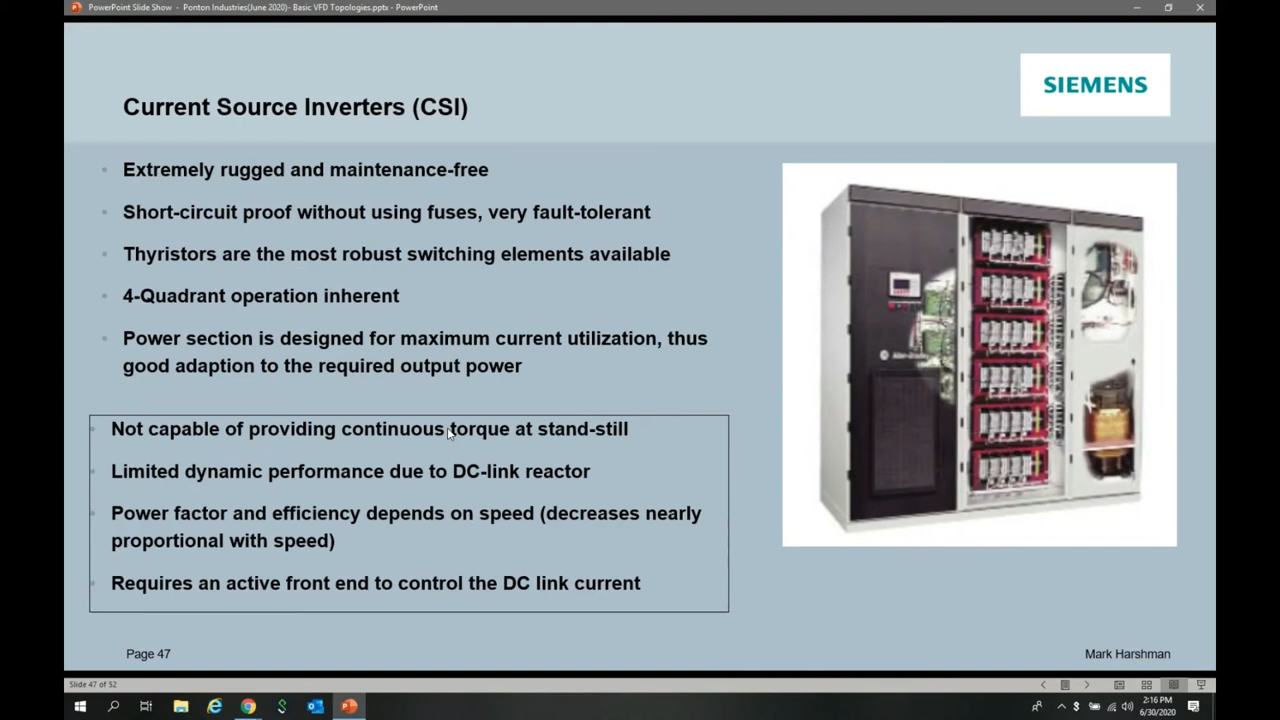 PowerPoint Slide Show - Ponton Industries(June 2020)- Basic VFD Topologies.pptx - PowerPoint
SIEMENS
Current Source Inverters (CSI)
Extremely rugged and maintenance-free
Short-circuit proof without using fuses, very fault-tolerant
Thyristors are the most robust switching elements available
4-Quadrant operation inherent
Power section is designed for maximum current utilization, thus
good adaption to the required output power
Not capable of providing continuous torque at stand-still
Limited dynamic performance due to DC-link reactor
Power factor and efficiency depends on speed (decreases nearly
proportional with speed)
Requires an active front end to control the DC link current
Allen-Bradley
Page 47
Mark Harshman
Slide 47 of 52
2:16 PM
6/30/2020